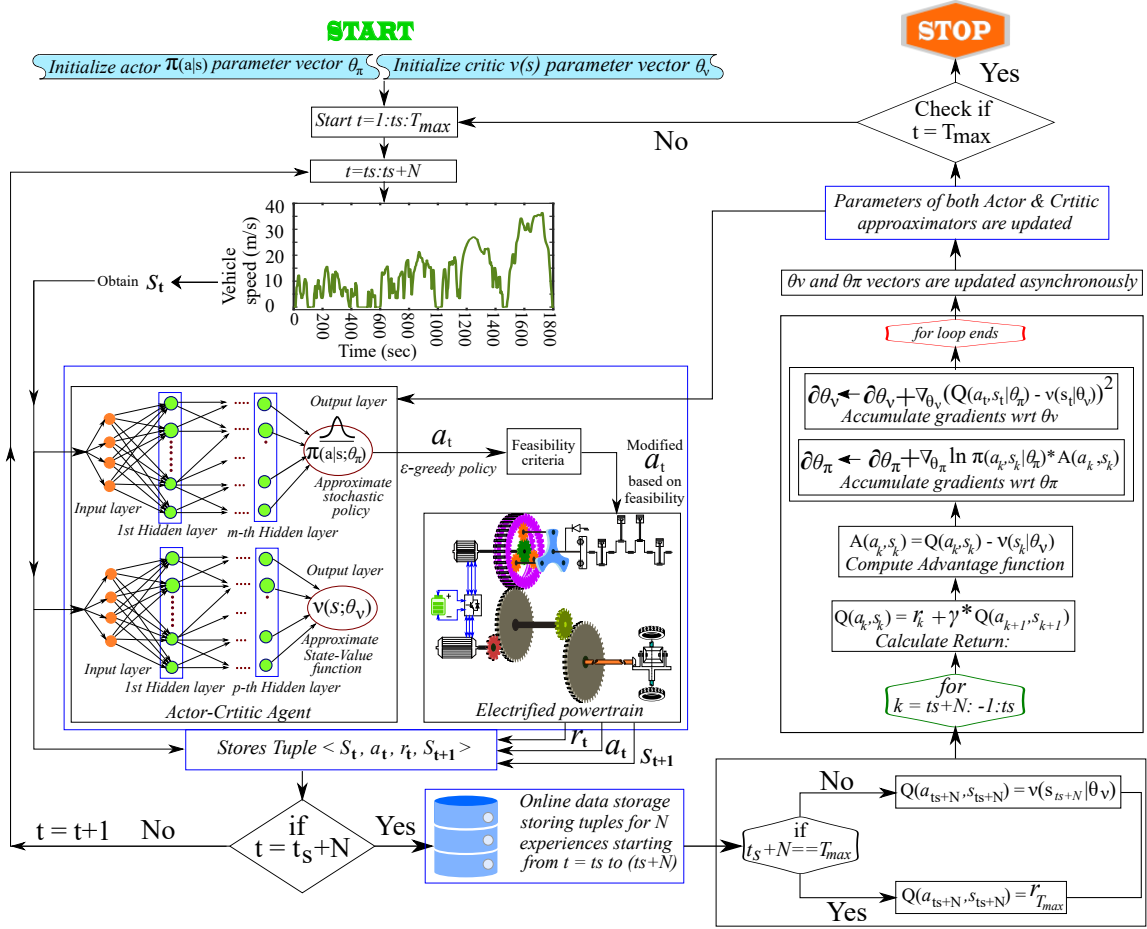 START
STOP
Initialize actor π(a|s) parameter vector θπ
Initialize critic v(s) parameter vector θv
Yes
Start t=1:ts:Tmax
No
Check if
t = Tmax
t=ts:ts+N
Parameters of both Actor & Crtitic
approaximators are updated
Vehicle
speed (m/s)
40
30
20
10
0
0
200
400
600
800
1000
1200
1400
1600
1800
Time (sec)
Obtain St
θv and θπ vectors are updated asynchronously
for loop ends
∂θv ← ∂θv + ∇θv (Q(at,st|θπ) - v(st|θv))²
Accumulate gradients wrt θv
∂θπ ← ∂θπ + ∇θπ ln π(ak,sk|θπ)* A(ak,sk)
Accumulate gradients wrt θπ
A(ak,sk) = Q(ak,sk) - v(sk|θv)
Compute Advantage function
Q(ak,sk) = rk + γ* Q(ak+1,sk+1)
Calculate Return:
for
k = ts+N: -1:ts
Output layer
π(a|s;θπ)
Approximate
stochastic
policy
Input layer
1st Hidden layer
m-th Hidden layer
at
ε-greedy policy
Feasibility
criteria
Modified
at
based on
feasibility
Output layer
v(s;θv)
Approximate
State-Value
function
Input layer
1st Hidden layer
p-th Hidden layer
Actor-Crtitic Agent
+
−
Electrified powertrain
rt
at
st+1
Stores Tuple < St, at, rt, St+1 >
t = t+1
No
if
t = ts+N
Yes
Online data storage
storing tuples for N
experiences starting
from t = ts to (ts+N)
if
ts+N==Tmax
No
Q(ats+N,sts+N) = v(sts+N|θv)
Yes
Q(ats+N,sts+N) = rTmax